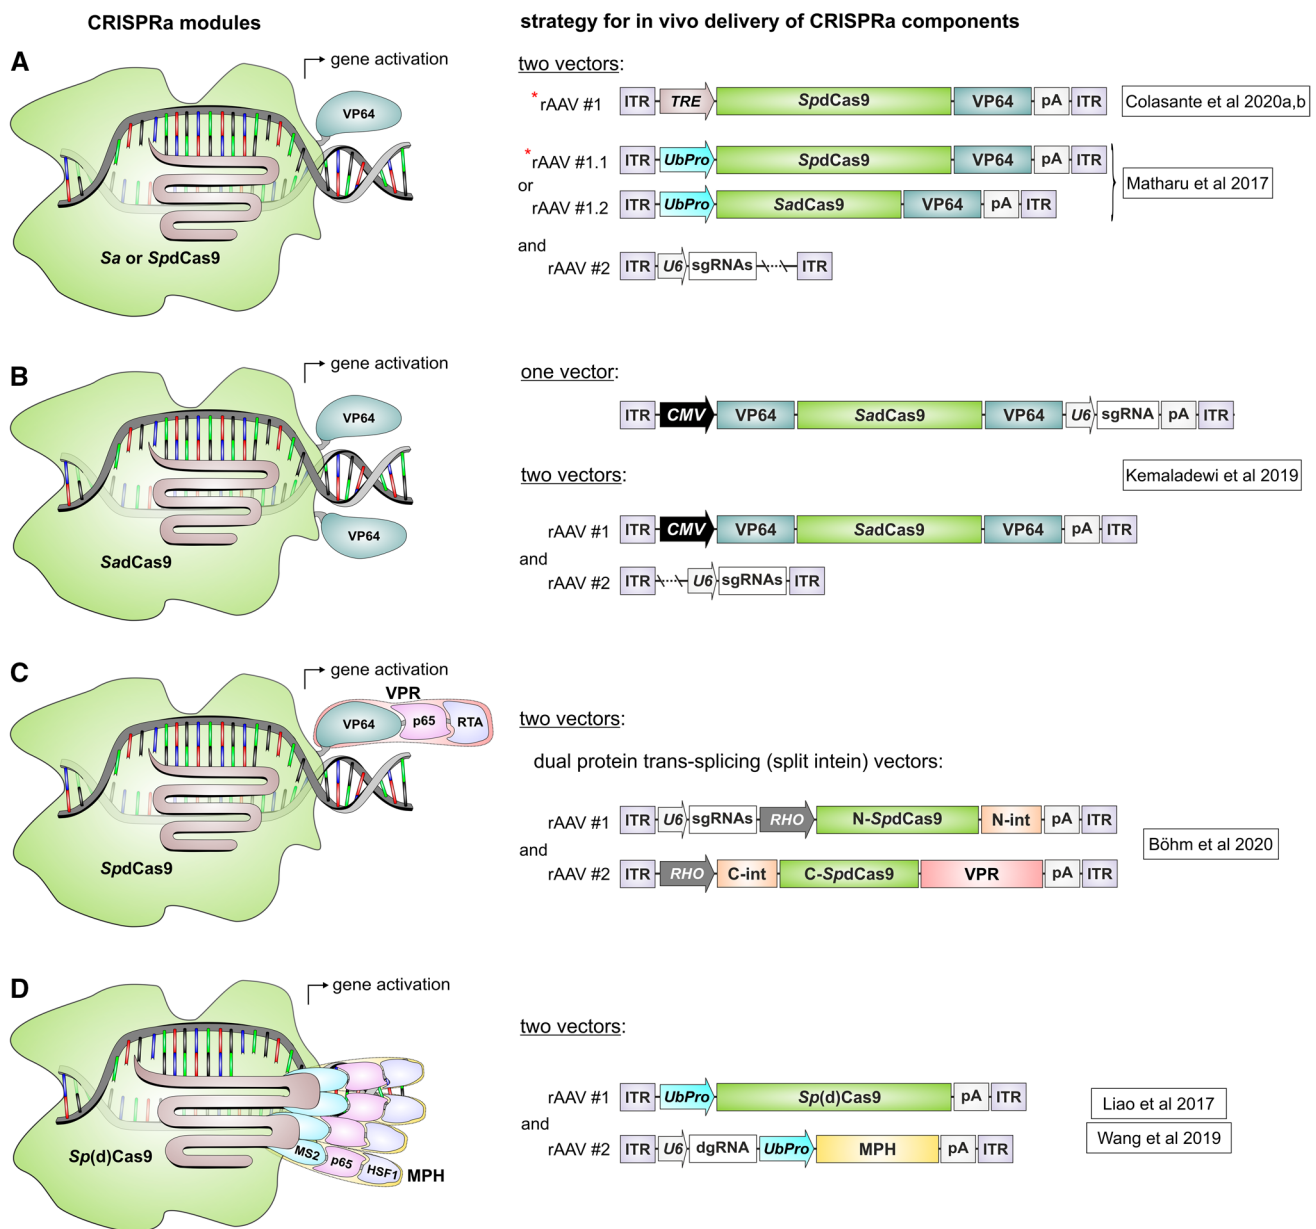 CRISPRa modules
strategy for in vivo delivery of CRISPRa components
A
gene activation
VP64
Sa or SpdCas9
two vectors:
*rAAV #1 ITR TRE SpdCas9 VP64 pA ITR
Colasante et al 2020a,b
*rAAV #1.1 ITR UbPro SpdCas9 VP64 pA ITR
or
rAAV #1.2 ITR UbPro SadCas9 VP64 pA ITR
Matharu et al 2017
and
rAAV #2 ITR U6 sgRNAs ITR
B
gene activation
VP64
VP64
SadCas9
one vector:
ITR CMV VP64 SadCas9 VP64 U6 sgRNA pA ITR
Kemaladewi et al 2019
two vectors:
rAAV #1 ITR CMV VP64 SadCas9 VP64 pA ITR
and
rAAV #2 ITR U6 sgRNAs ITR
C
gene activation
VPR
VP64 p65 RTA
SpdCas9
two vectors:
dual protein trans-splicing (split intein) vectors:
rAAV #1 ITR U6 sgRNAs RHO N-SpdCas9 N-int pA ITR
and
rAAV #2 ITR RHO C-int C-SpdCas9 VPR pA ITR
Böhm et al 2020
D
gene activation
Sp(d)Cas9
MS2 p65 HSF1 MPH
two vectors:
rAAV #1 ITR UbPro Sp(d)Cas9 pA ITR
and
rAAV #2 ITR U6 dgRNA UbPro MPH pA ITR
Liao et al 2017
Wang et al 2019